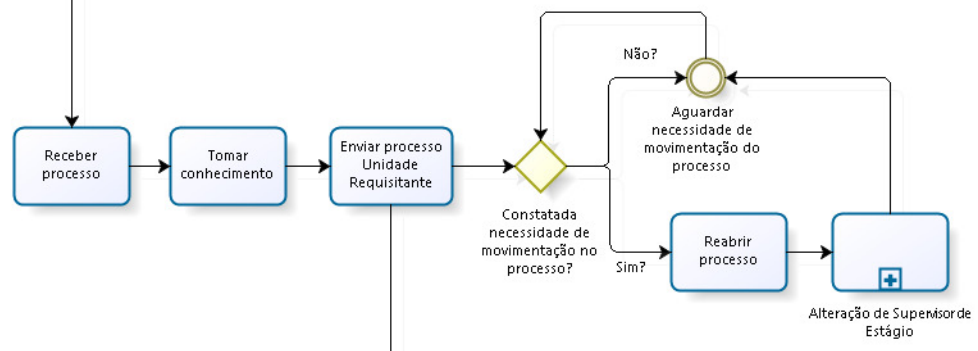 Receber
processo
Tomar
conhecimento
Enviar processo
Unidade
Requisitante
Constatada
necessidade de
movimentação no
processo?
Não?
Aguardar
necessidade de
movimentação do
processo
Sim?
Reabrir
processo
Alteração de Supervisor de
Estágio